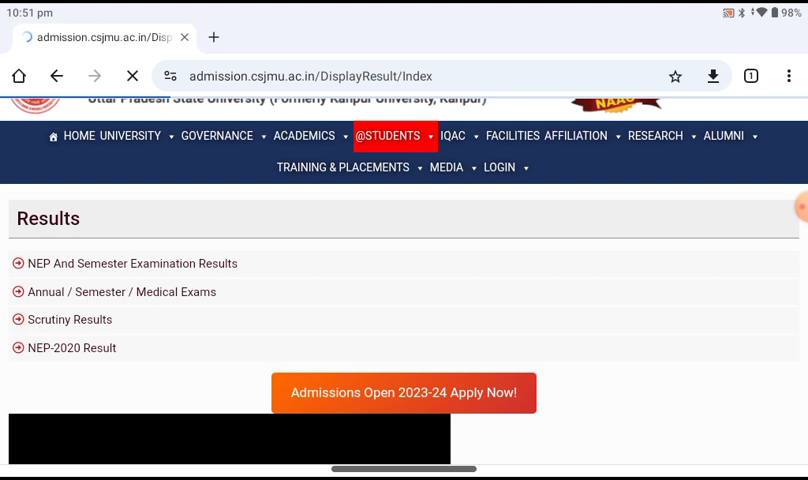 10:51 pm
98%
admission.csjmu.ac.in/Disp
admission.csjmu.ac.in/DisplayResult/Index
1
Uttar Pradesh State University (Formerly Kanpur University, Kanpur)
NAAC
HOME UNIVERSITY GOVERNANCE ACADEMICS @STUDENTS IQAC FACILITIES AFFILIATION RESEARCH ALUMNI
TRAINING & PLACEMENTS MEDIA LOGIN
Results
NEP And Semester Examination Results
Annual / Semester / Medical Exams
Scrutiny Results
NEP-2020 Result
Admissions Open 2023-24 Apply Now!